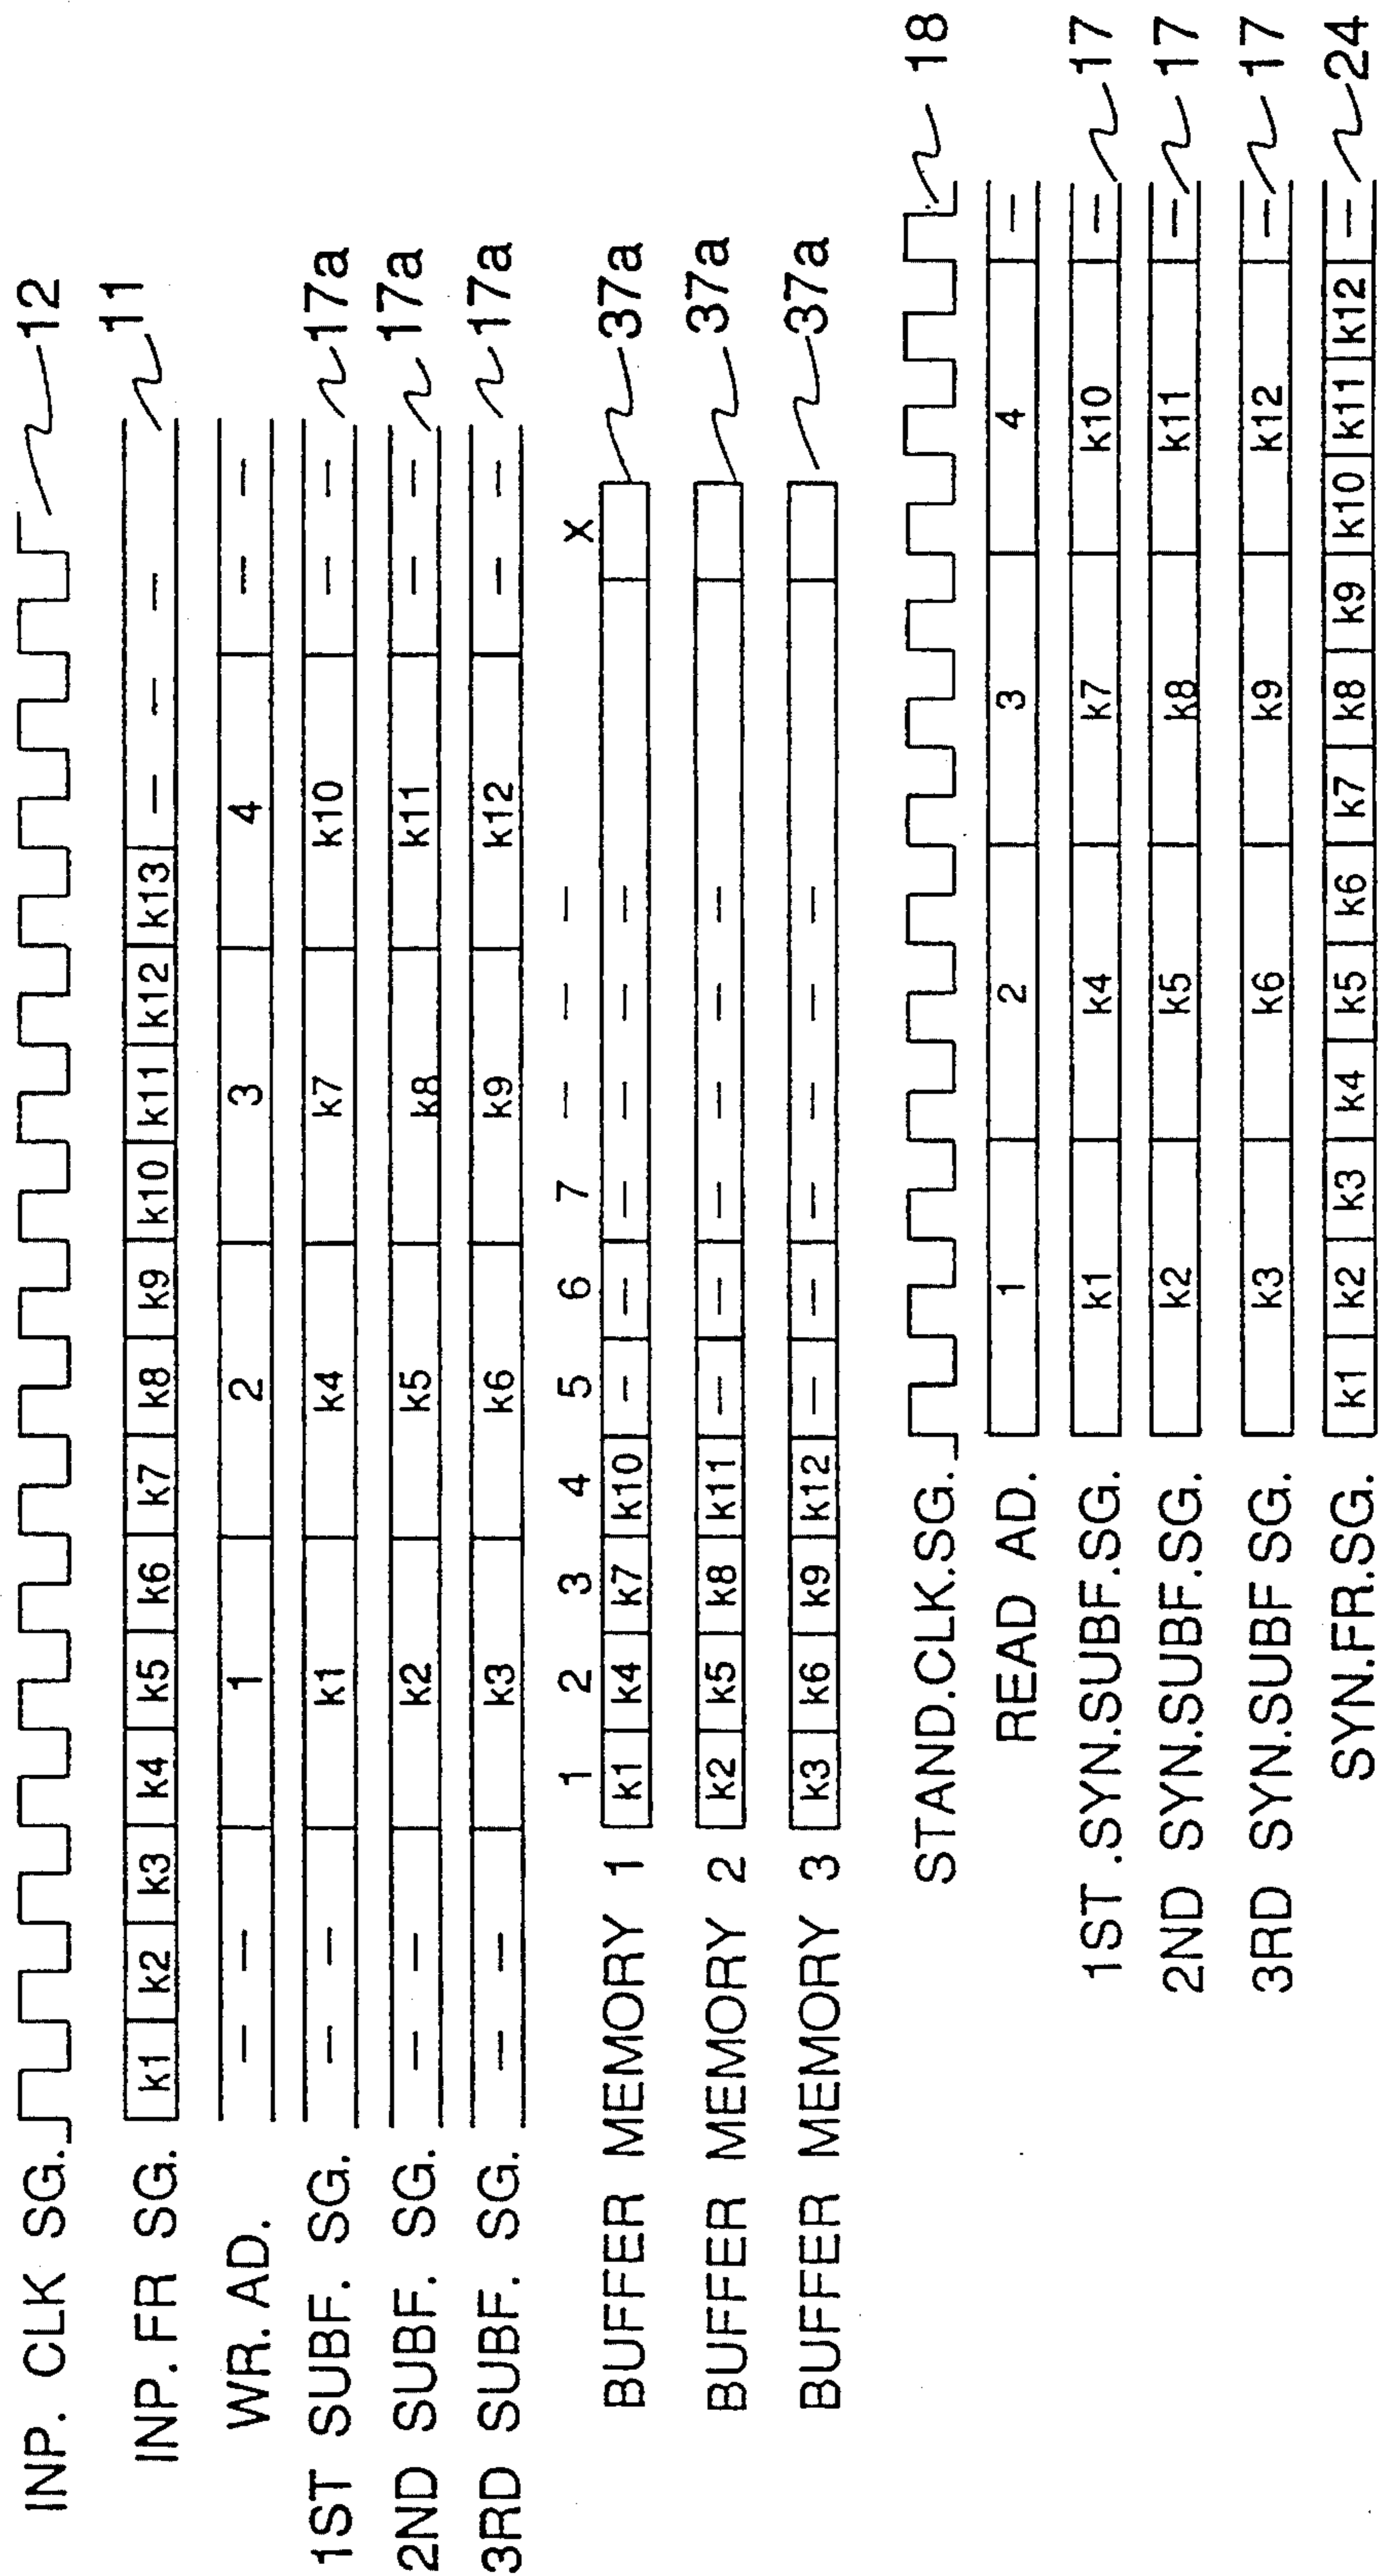 INP. CLK SG. 12
INP. FR SG. k1 k2 k3 k4 k5 k6 k7 k8 k9 k10 k11 k12 k13 — — — 11
WR. AD. — — 1 2 3 4 — —
1ST SUBF. SG. — — k1 k4 k7 k10 — — 17a
2ND SUBF. SG. — — k2 k5 k8 k11 — — 17a
3RD SUBF. SG. — — k3 k6 k9 k12 — — 17a
1 2 3 4 5 6 7 — — — X
BUFFER MEMORY 1 k1 k4 k7 k10 — — — — — — 37a
BUFFER MEMORY 2 k2 k5 k8 k11 — — — — — — 37a
BUFFER MEMORY 3 k3 k6 k9 k12 — — — — — — 37a
STAND.CLK.SG. 18
READ AD. 1 2 3 4 —
1ST .SYN.SUBF.SG. k1 k4 k7 k10 — 17
2ND SYN.SUBF.SG. k2 k5 k8 k11 — 17
3RD SYN.SUBF SG. k3 k6 k9 k12 — 17
SYN.FR.SG. k1 k2 k3 k4 k5 k6 k7 k8 k9 k10 k11 k12 — 24